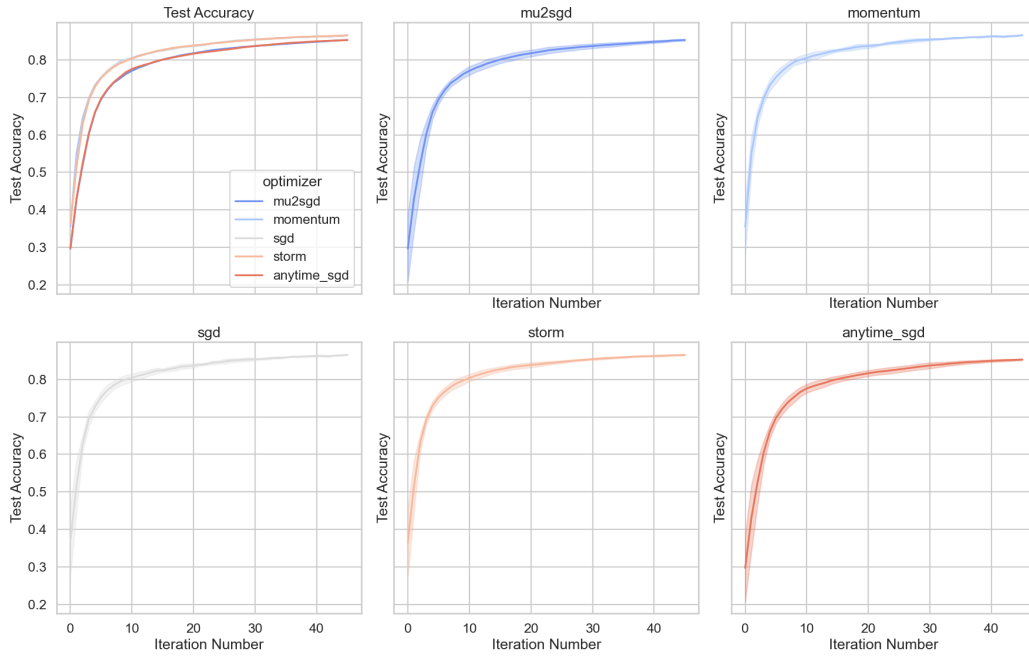 Test Accuracy
mu2sgd
momentum
Test Accuracy
0.8
0.7
0.6
0.5
0.4
0.3
0.2
optimizer
mu2sgd
momentum
sgd
storm
anytime_sgd
Test Accuracy
Iteration Number
Test Accuracy
Iteration Number
sgd
storm
anytime_sgd
Test Accuracy
0.8
0.7
0.6
0.5
0.4
0.3
0.2
0 10 20 30 40
Iteration Number
Test Accuracy
0 10 20 30 40
Iteration Number
Test Accuracy
0 10 20 30 40
Iteration Number